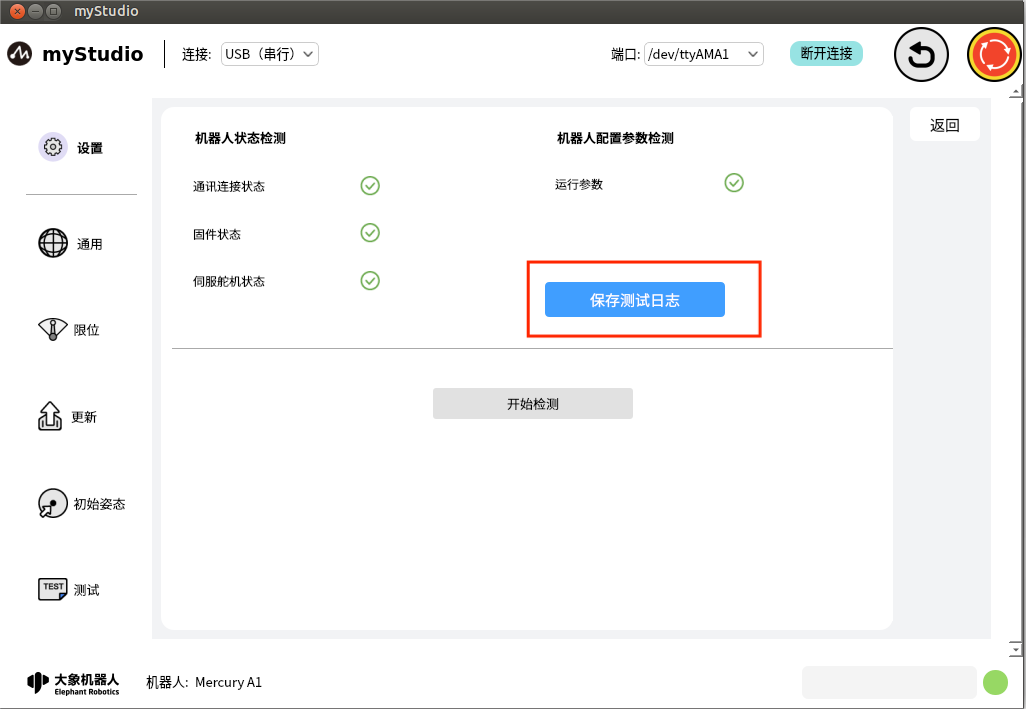 myStudio
myStudio
连接: USB（串行）
端口: /dev/ttyAMA1
断开连接
返回
设置
通用
限位
更新
初始姿态
TEST 测试
机器人状态检测
通讯连接状态
固件状态
伺服舵机状态
机器人配置参数检测
运行参数
保存测试日志
开始检测
大象机器人
Elephant Robotics
机器人: Mercury A1